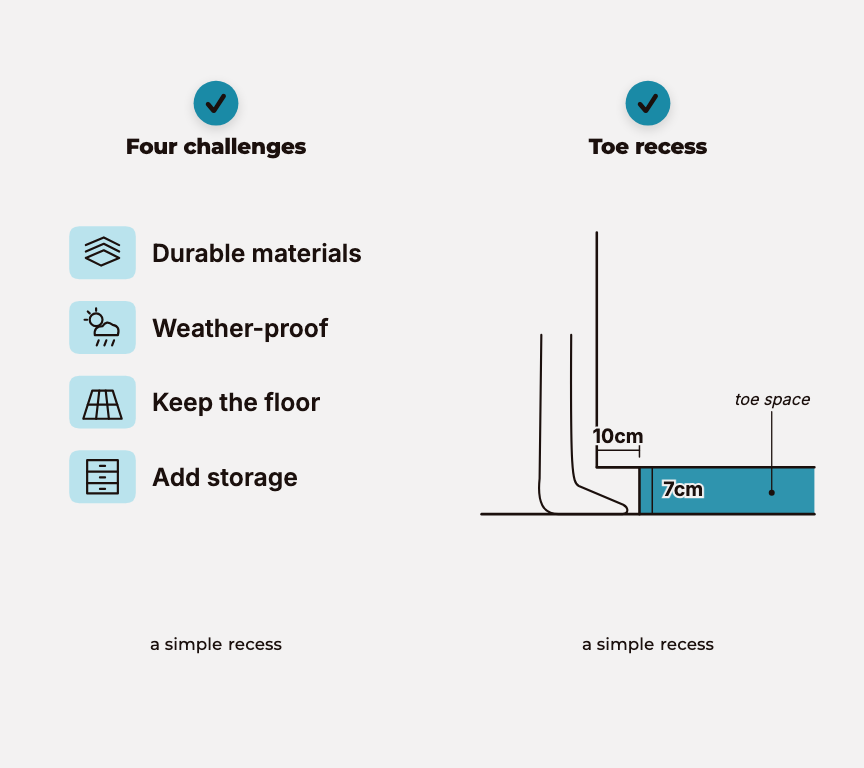 Four challenges
Durable materials
Weather-proof
Keep the floor
Add storage
a simple recess
Toe recess
toe space
10cm
7cm
a simple recess